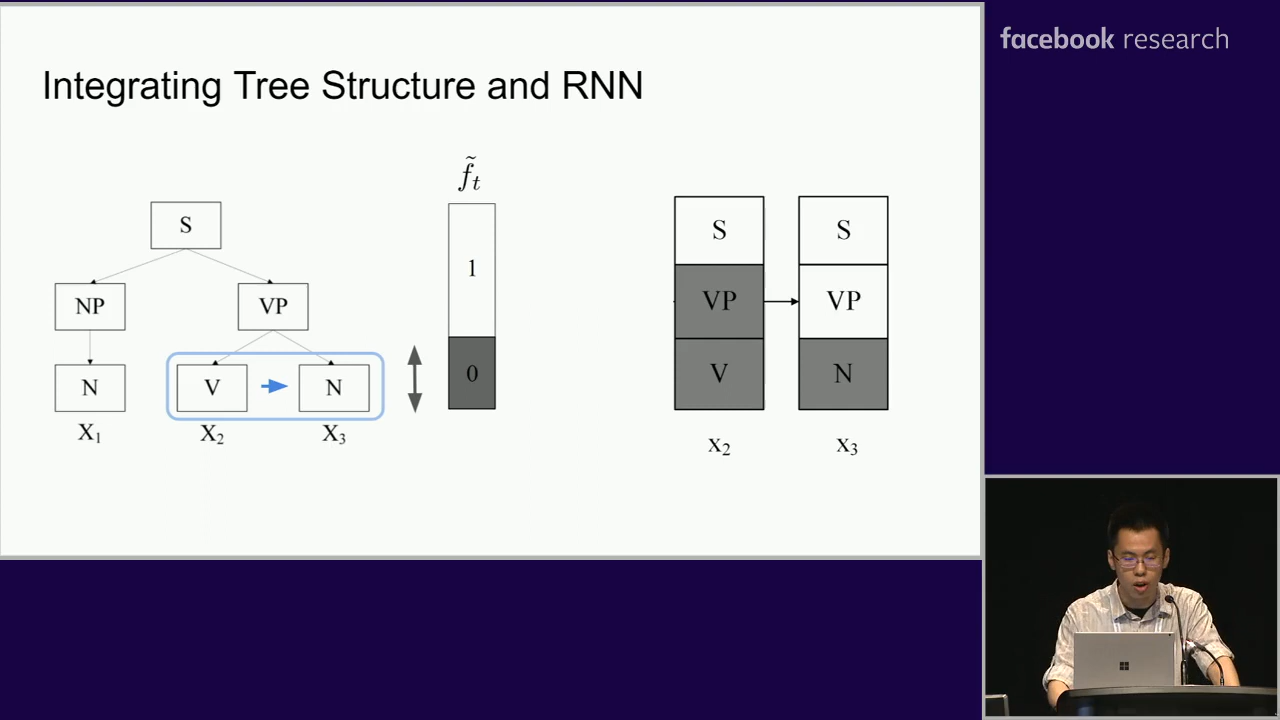 facebook research
Integrating Tree Structure and RNN
f̃t
S
NP VP
N V N
X1 X2 X3
1
0
S S
VP VP
V N
x2 x3